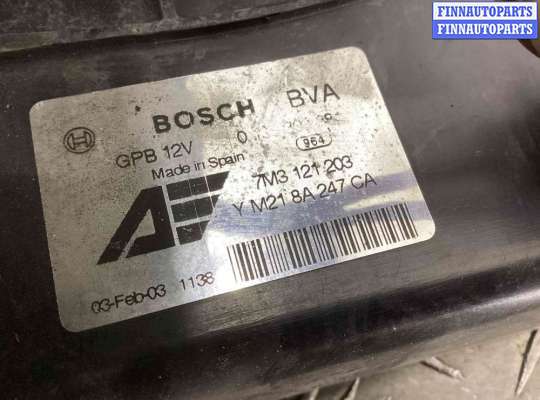 FINNAUTOPARTS
FINNAUTOPARTS
BOSCH BVA
GPB 12V 0
964
Made in Spain
7M3 121 203
Y M21 8A 247 CA
03-Feb-03 1138